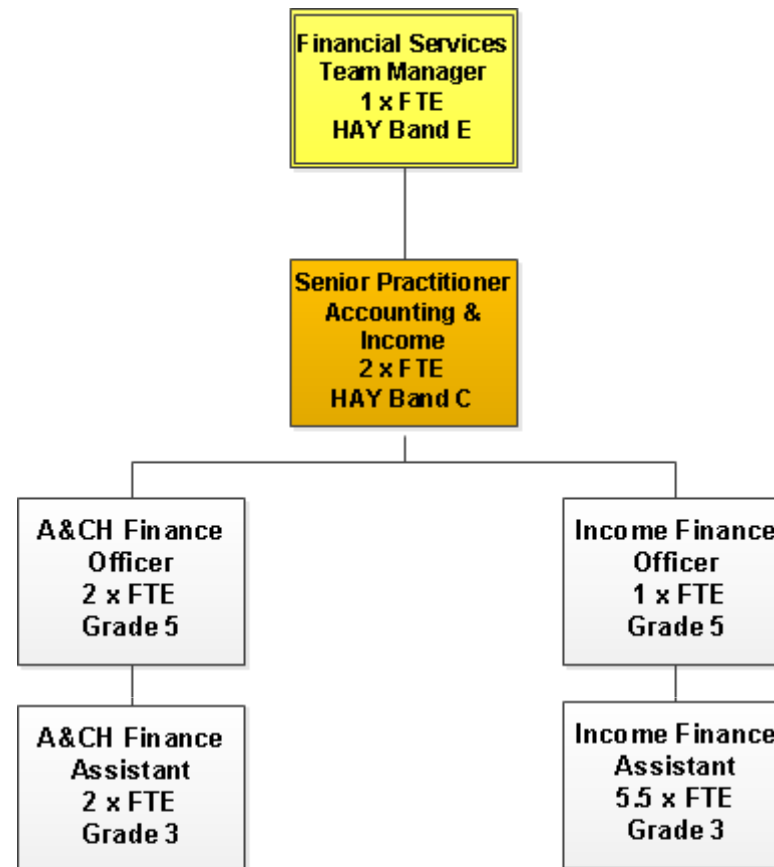 Financial Services
Team Manager
1 x FTE
HAY Band E
Senior Practitioner
Accounting &
Income
2 x FTE
HAY Band C
A&CH Finance
Officer
2 x FTE
Grade 5
Income Finance
Officer
1 x FTE
Grade 5
A&CH Finance
Assistant
2 x FTE
Grade 3
Income Finance
Assistant
5.5 x FTE
Grade 3